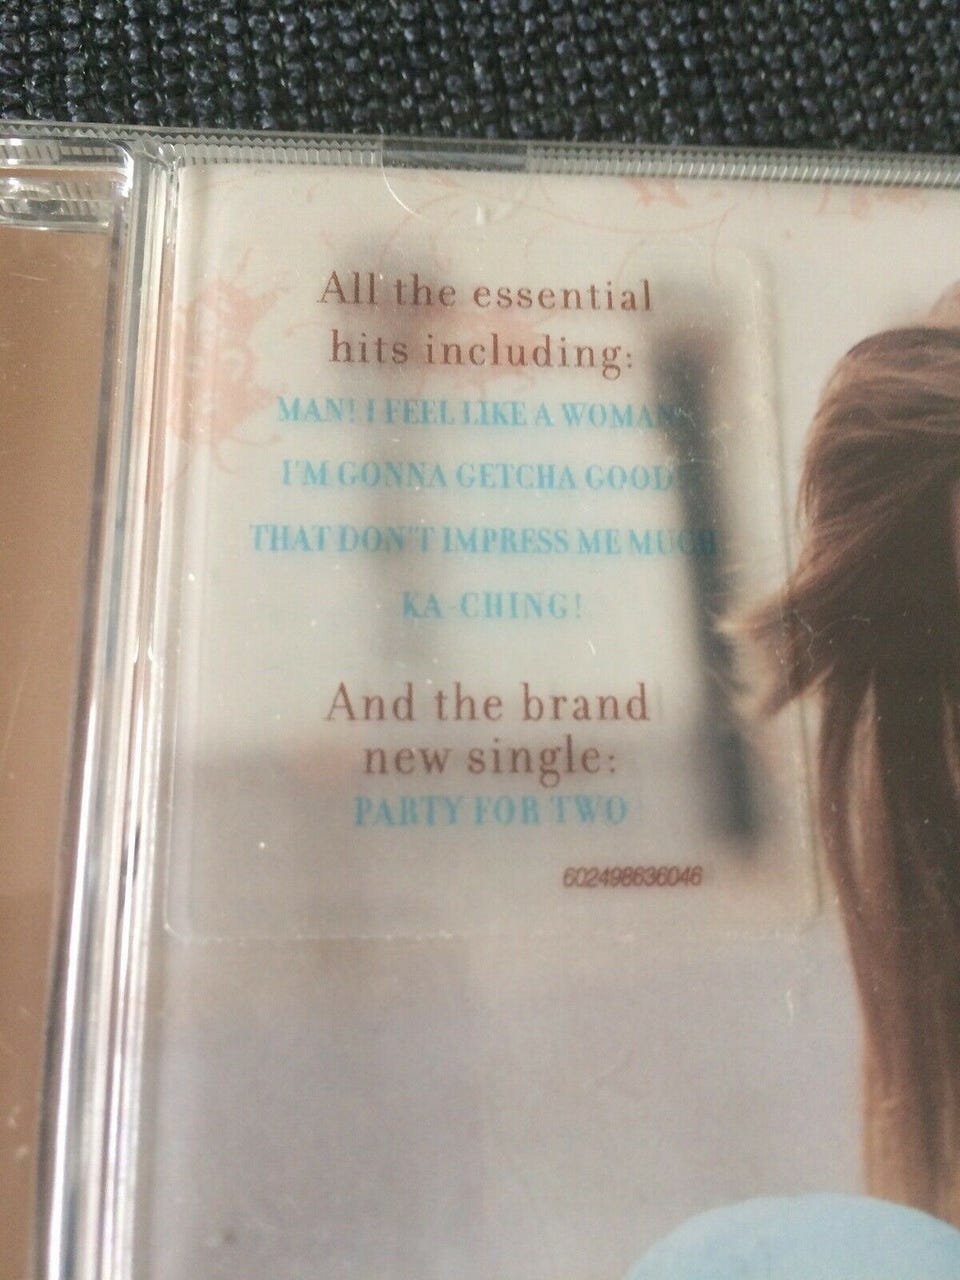 All the essential
hits including:
MAN! I FEEL LIKE A WOMAN!
I'M GONNA GETCHA GOOD!
THAT DON'T IMPRESS ME MUCH
KA-CHING!
And the brand
new single:
PARTY FOR TWO
602498636046